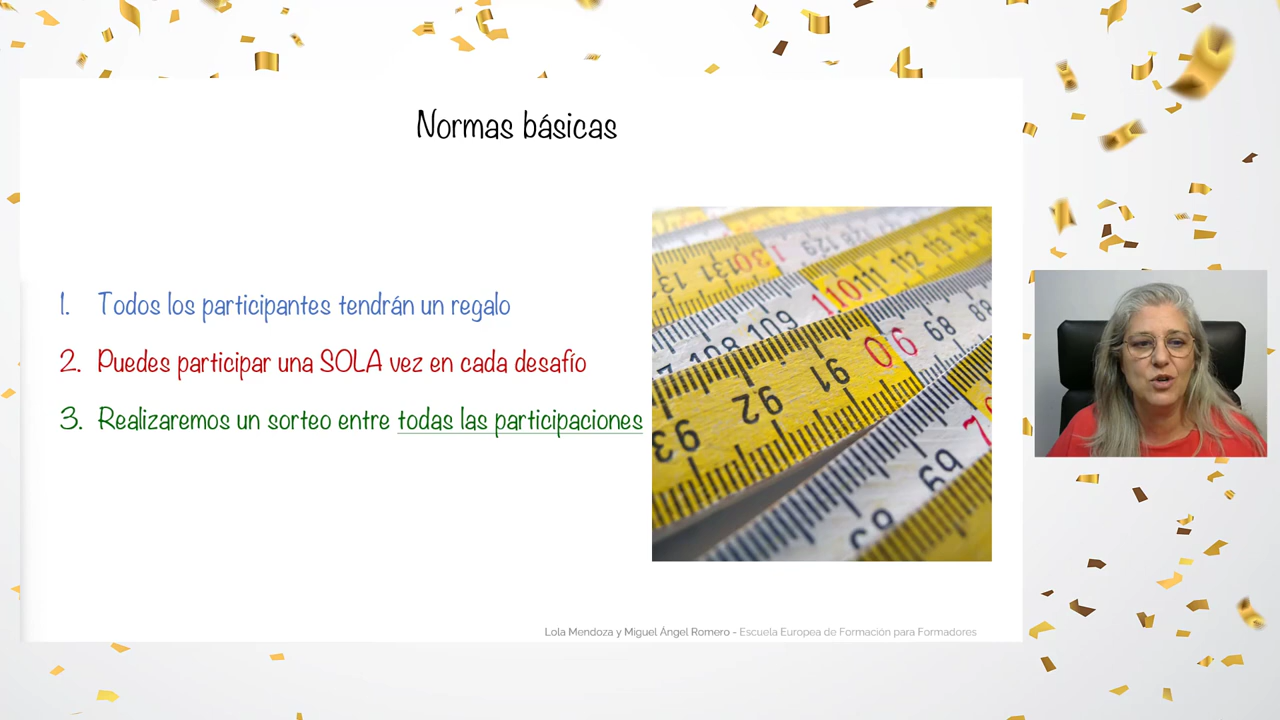 Normas básicas
1. Todos los participantes tendrán un regalo
2. Puedes participar una SOLA vez en cada desafío
3. Realizaremos un sorteo entre todas las participaciones
Lola Mendoza y Miguel Ángel Romero - Escuela Europea de Formación para Formadores